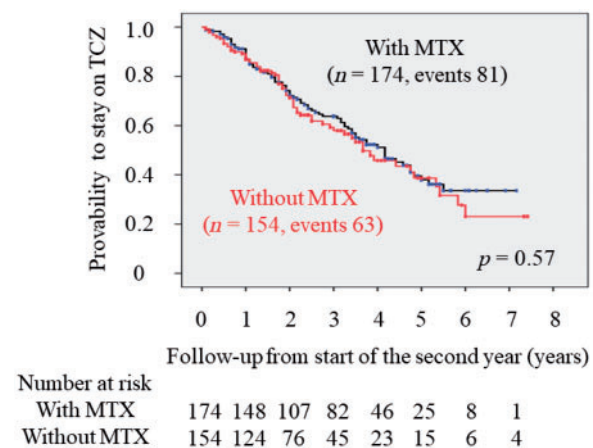 Provability to stay on TCZ
1.0
0.8
0.6
0.4
0.2
0
With MTX
(n = 174, events 81)
Without MTX
(n = 154, events 63)
p = 0.57
0 1 2 3 4 5 6 7 8
Follow-up from start of the second year (years)
Number at risk
With MTX 174 148 107 82 46 25 8 1
Without MTX 154 124 76 45 23 15 6 4